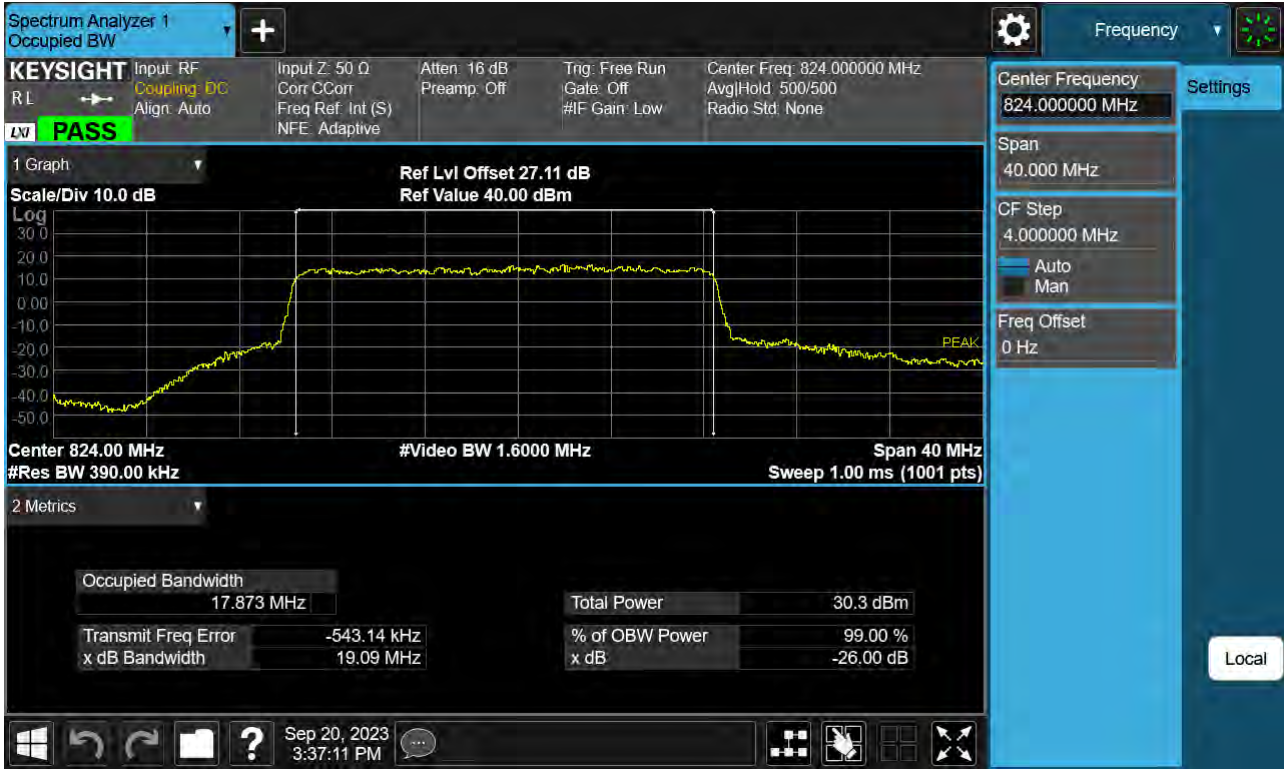 Spectrum Analyzer 1
Occupied BW
Frequency
KEYSIGHT
R L
LXI
PASS
Input: RF
Coupling: DC
Align: Auto
Input Z: 50 Ω
Corr CCorr
Freq Ref: Int (S)
NFE: Adaptive
Atten: 16 dB
Preamp: Off
Trig: Free Run
Gate: Off
#IF Gain: Low
Center Freq: 824.000000 MHz
Avg|Hold: 500/500
Radio Std: None
Center Frequency
824.000000 MHz
Settings
Span
40.000 MHz
CF Step
4.000000 MHz
Auto
Man
Freq Offset
0 Hz
Local
1 Graph
Scale/Div 10.0 dB
Ref Lvl Offset 27.11 dB
Ref Value 40.00 dBm
Log
30.0
20.0
10.0
0.00
-10.0
-20.0
-30.0
-40.0
-50.0
PEAK
Center 824.00 MHz
#Video BW 1.6000 MHz
Span 40 MHz
#Res BW 390.00 kHz
Sweep 1.00 ms (1001 pts)
2 Metrics
Occupied Bandwidth
17.873 MHz
Total Power 30.3 dBm
Transmit Freq Error -543.14 kHz
% of OBW Power 99.00 %
x dB Bandwidth 19.09 MHz
x dB -26.00 dB
Sep 20, 2023
3:37:11 PM